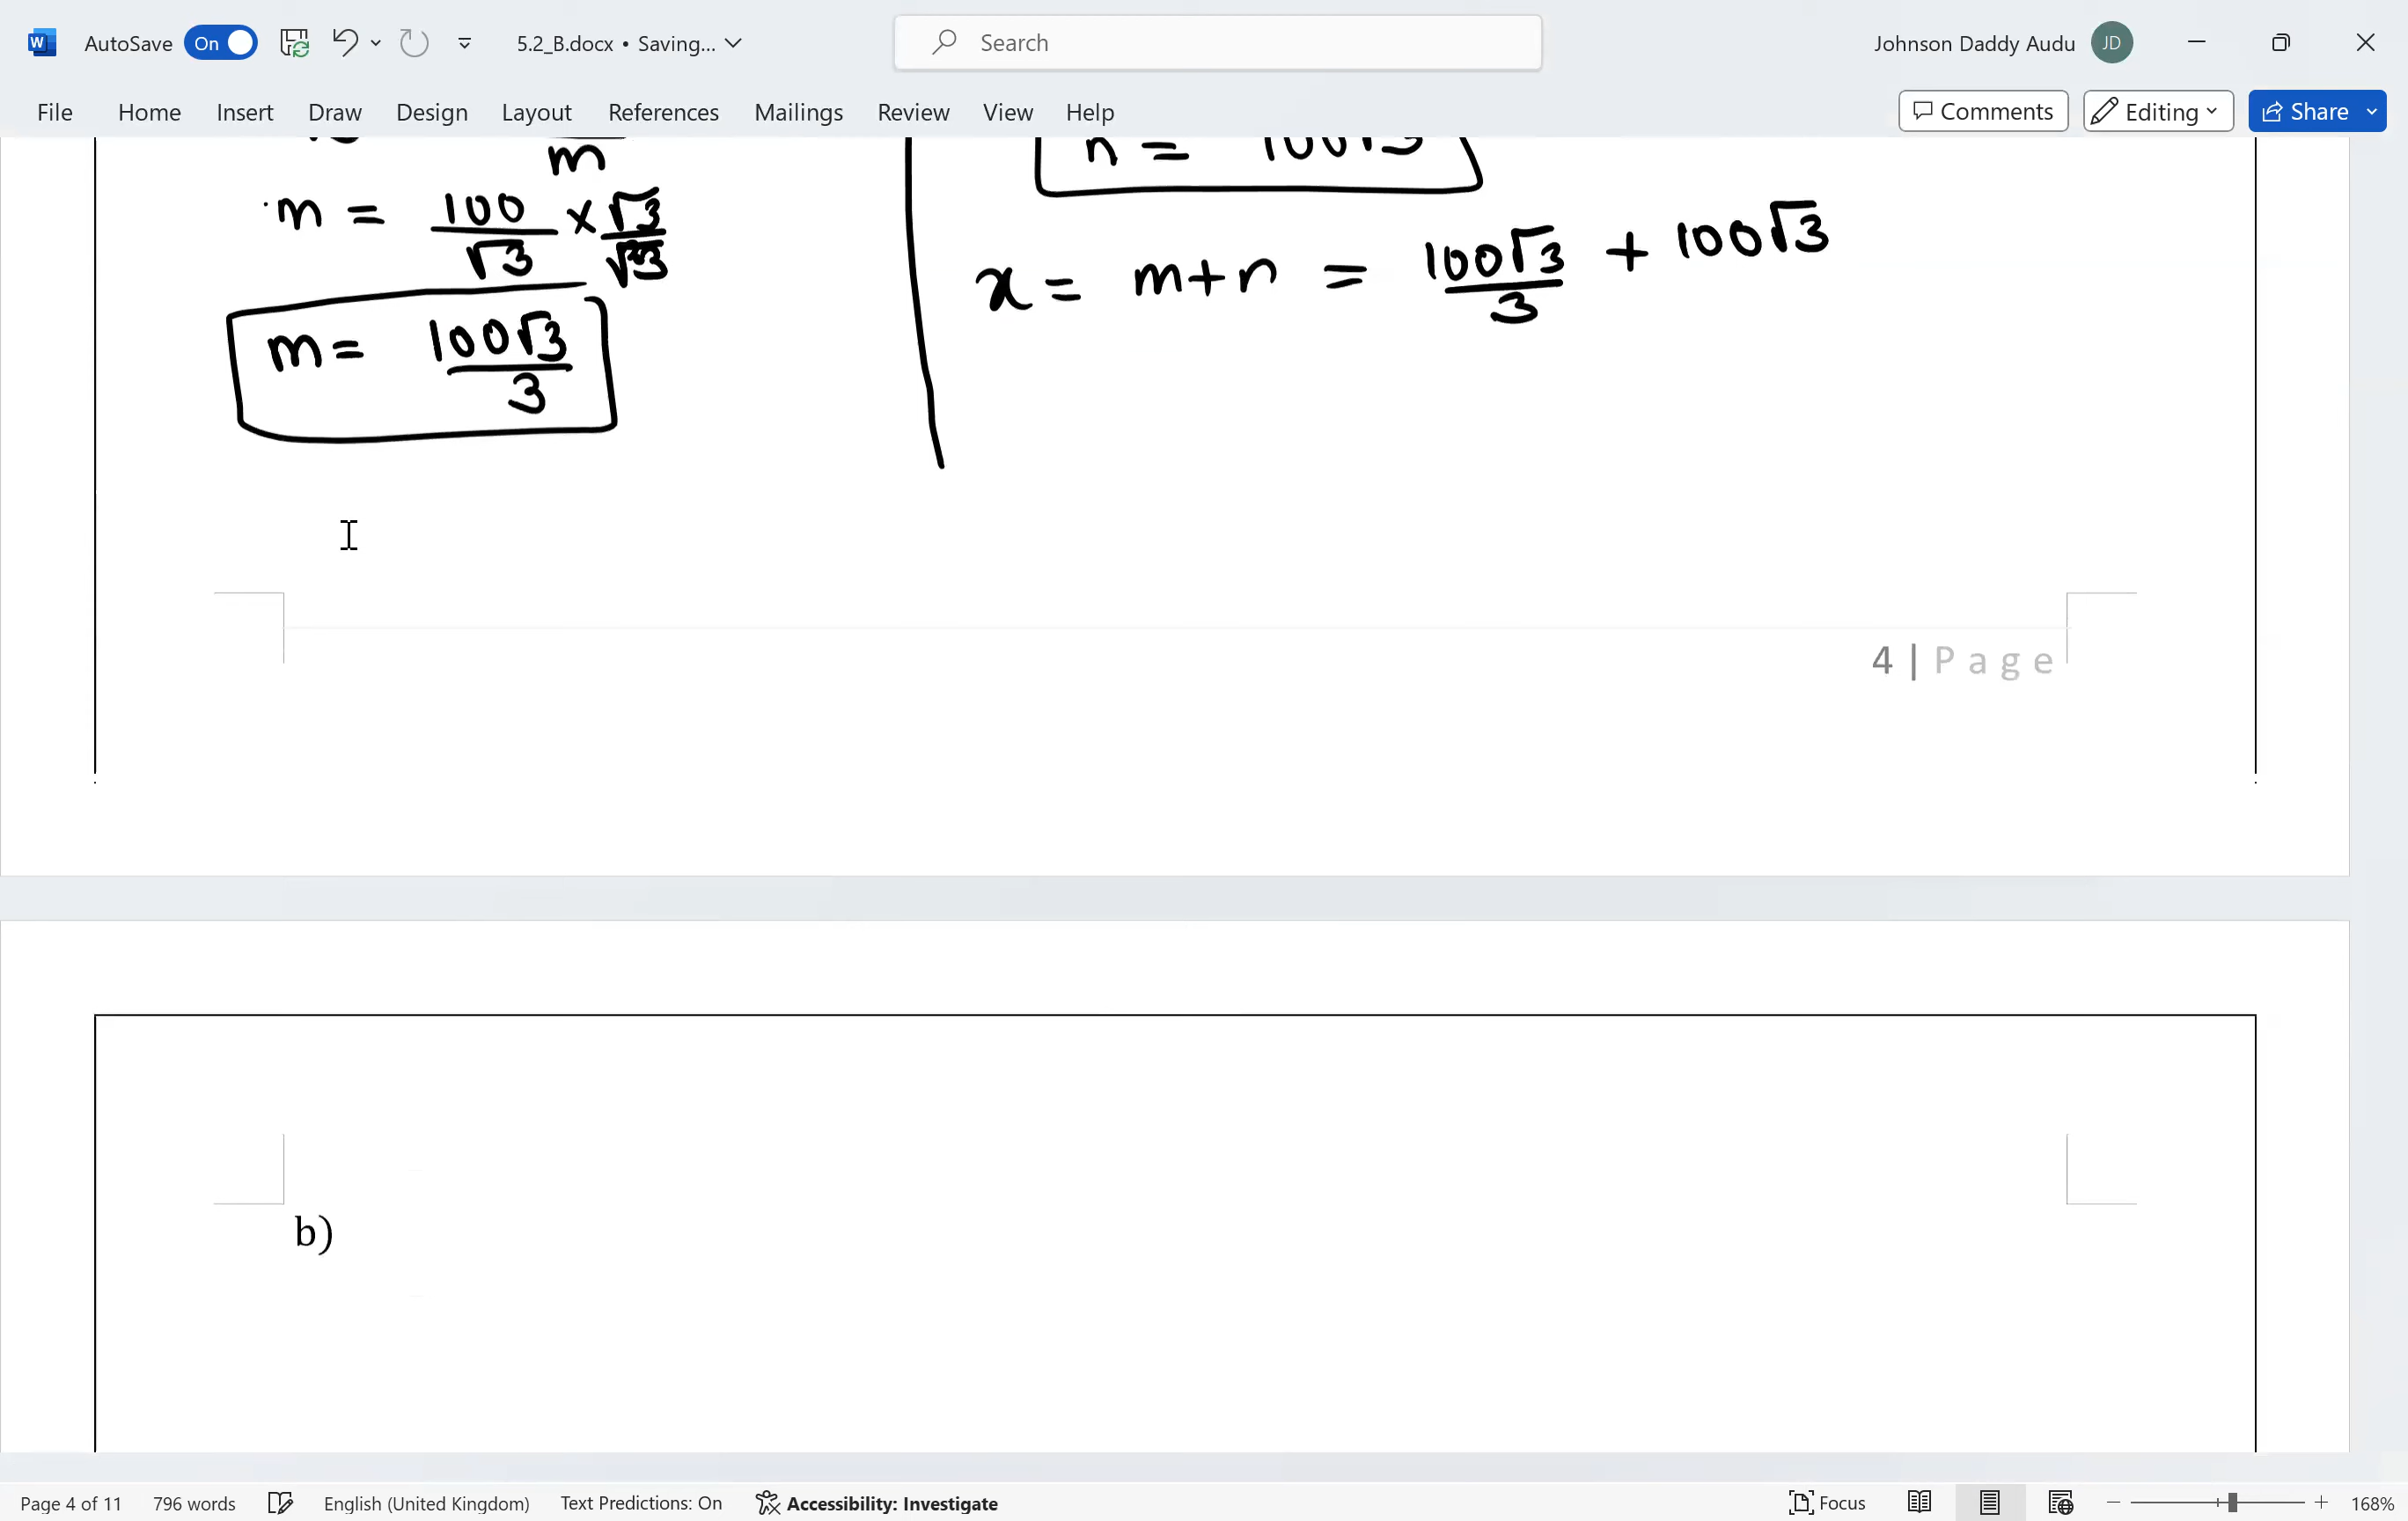 AutoSave On 5.2_B.docx • Saving... Search Johnson Daddy Audu JD
File Home Insert Draw Design Layout References Mailings Review View Help Comments Editing Share
m
m = 100/√3 × √3/√3
m = 100√3/3
n = 100√3
x = m+n = 100√3/3 + 100√3
4 | Page
b)
Page 4 of 11 796 words English (United Kingdom) Text Predictions: On Accessibility: Investigate Focus 168%